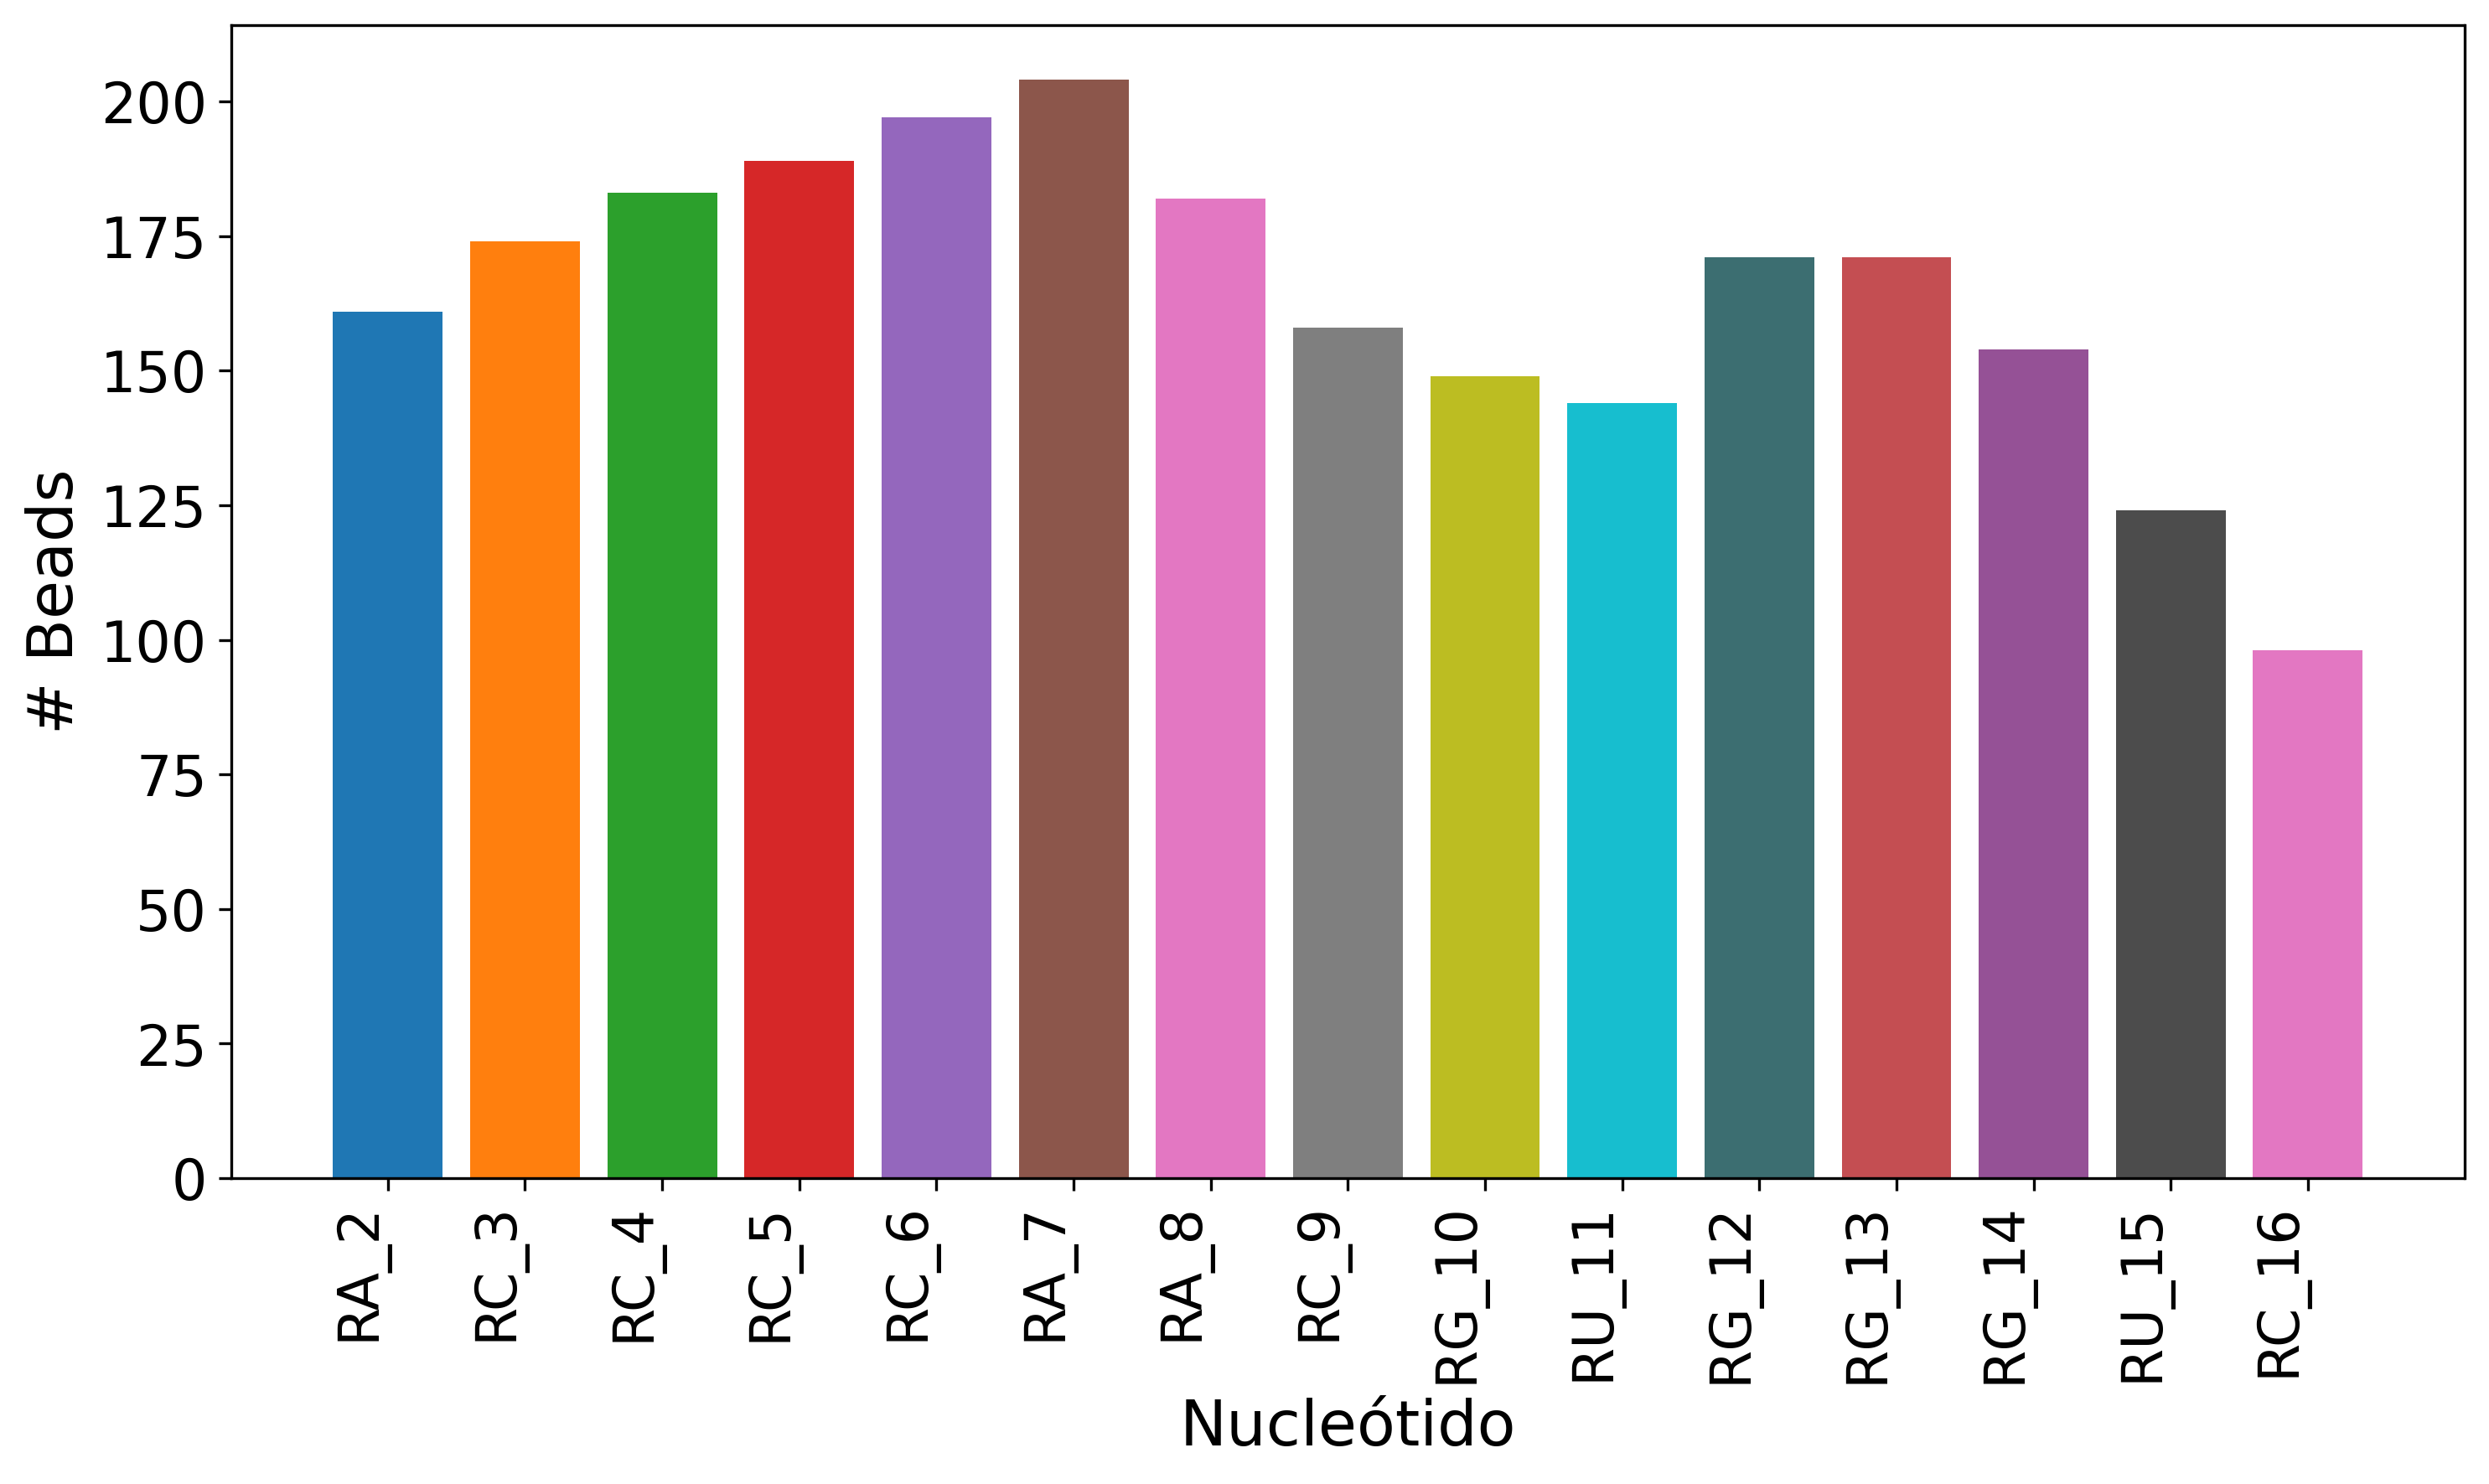 # Beads
200
175
150
125
100
75
50
25
0
RA_2
RC_3
RC_4
RC_5
RC_6
RA_7
RA_8
RC_9
RG_10
RU_11
RG_12
RG_13
RG_14
RU_15
RC_16
Nucleótido